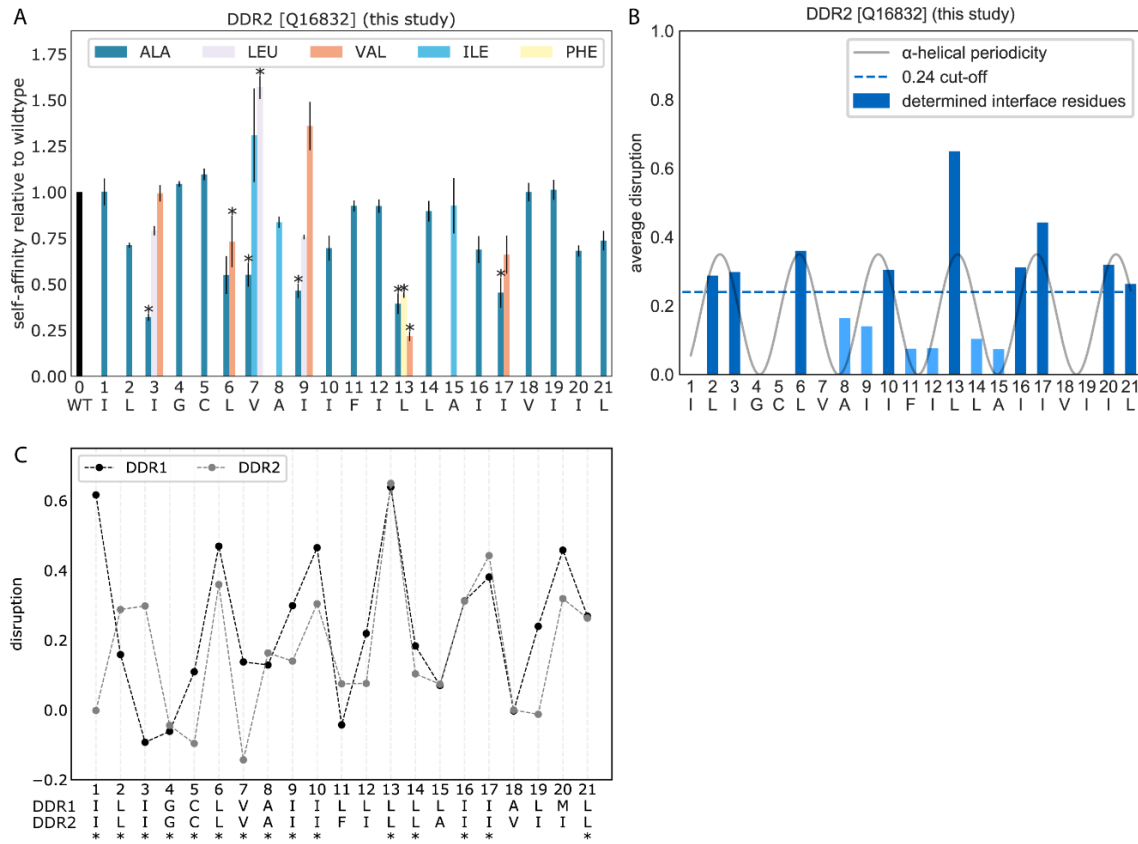 A
DDR2 [Q16832] (this study)
ALA LEU VAL ILE PHE
self-affinity relative to wildtype
1.75
1.50
1.25
1.00
0.75
0.50
0.25
0.00
* * * * * * * * *
0 1 2 3 4 5 6 7 8 9 10 11 12 13 14 15 16 17 18 19 20 21
WT I L I G C L V A I I F I L L A I I V I I L
B
DDR2 [Q16832] (this study)
α-helical periodicity
0.24 cut-off
determined interface residues
average disruption
1.0
0.8
0.6
0.4
0.2
0.0
1 2 3 4 5 6 7 8 9 10 11 12 13 14 15 16 17 18 19 20 21
I L I G C L V A I I F I L L A I I V I I L
C
DDR1 DDR2
disruption
0.6
0.4
0.2
0.0
−0.2
1 2 3 4 5 6 7 8 9 10 11 12 13 14 15 16 17 18 19 20 21
DDR1 I L I G C L V A I I L L L L L I I A L M L
DDR2 I L I G C L V A I I F I L L A I I V I I L
* * * * * * * * * * * * * * *